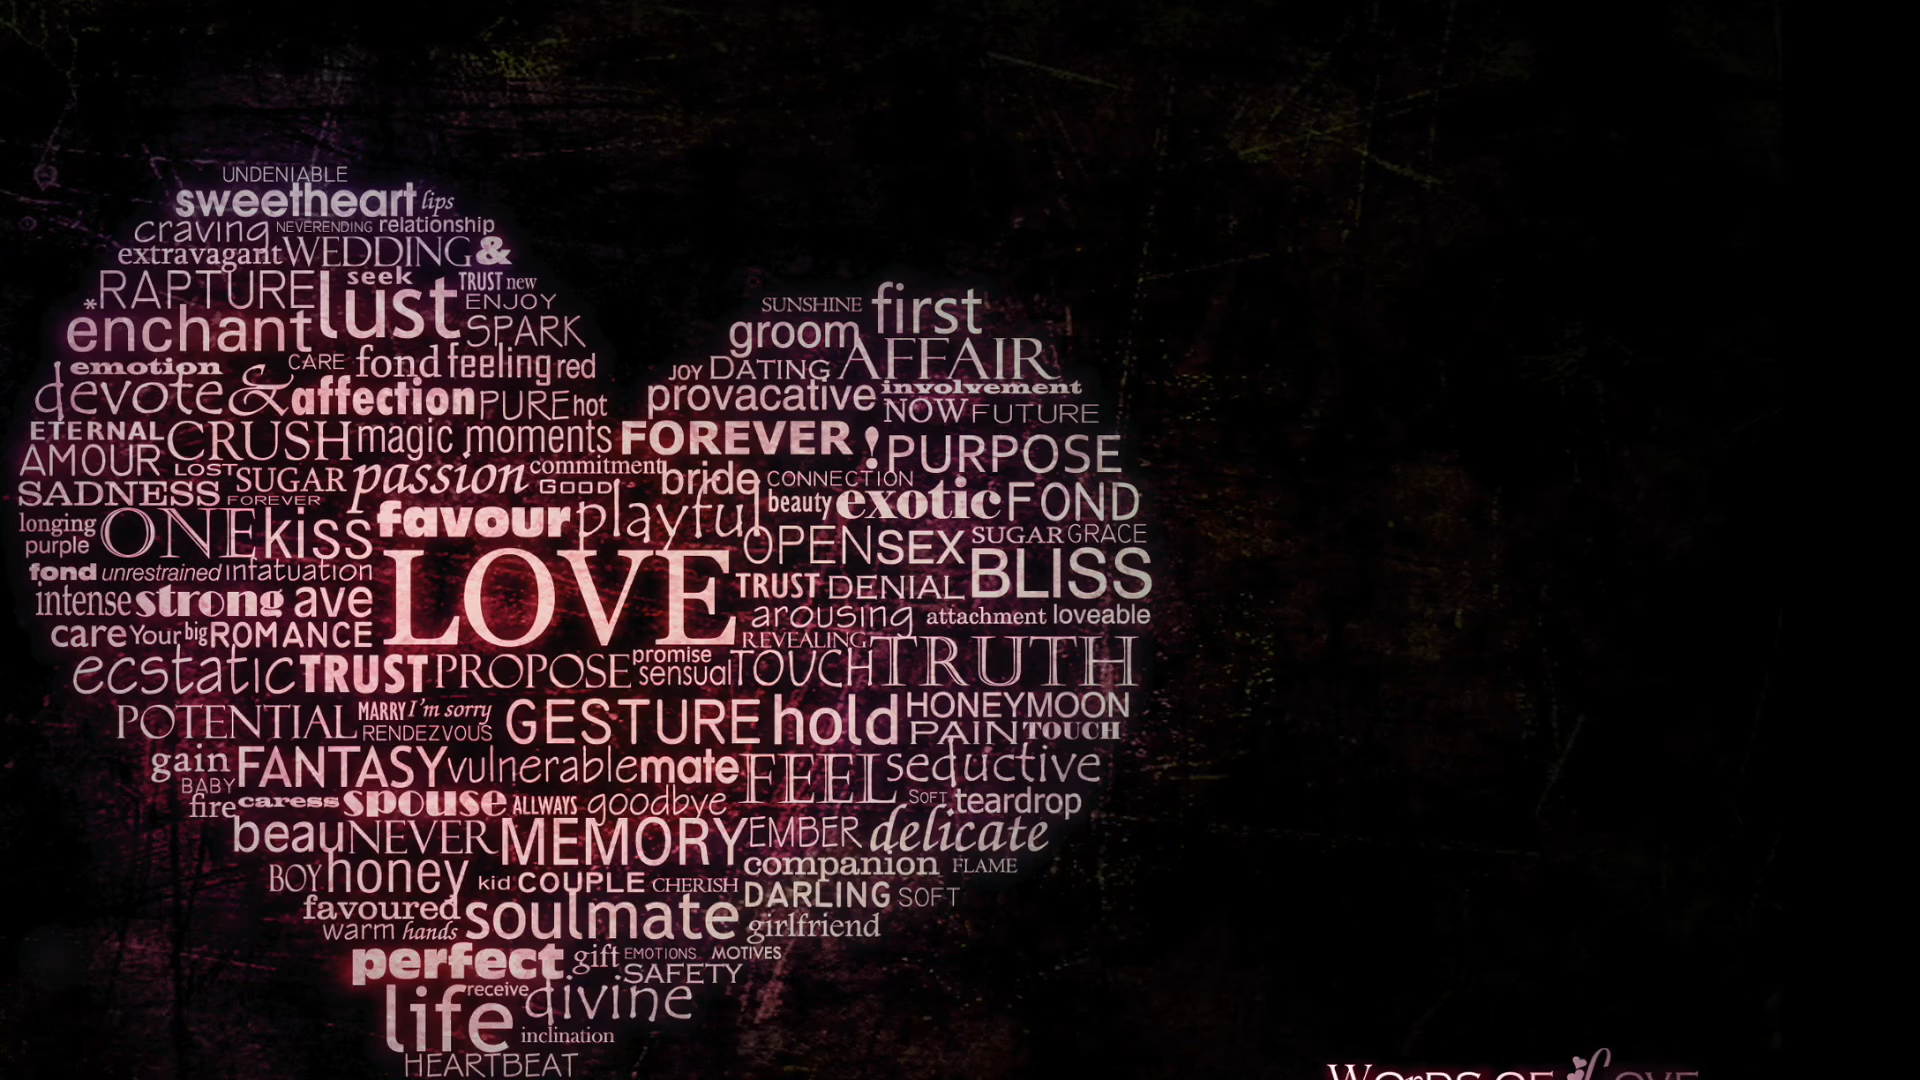 UNDENIABLE
sweetheart lips
craving NEVERENDING relationship
extravagant WEDDING &
*RAPTURE seek TRUST new
lust ENJOY
enchant SPARK
SUNSHINE first
groom
emotion CARE fond feeling red
JOY DATING AFFAIR
devote & affection PURE hot
provacative involvement
NOW FUTURE
ETERNAL CRUSH magic moments FOREVER ! PURPOSE
AMOUR LOST SUGAR passion commitment bride CONNECTION
SADNESS FOREVER GOOD beauty exotic FOND
longing ONE kiss favour playful OPEN SEX SUGAR GRACE
purple
fond unrestrained infatuation LOVE TRUST DENIAL BLISS
intense strong ave arousing attachment loveable
care Your big ROMANCE REVEALING
ecstatic TRUST PROPOSE promise TOUCH TRUTH
sensual
POTENTIAL MARRY I'm sorry GESTURE hold HONEYMOON
RENDEZVOUS PAIN TOUCH
gain FANTASY vulnerable mate FEEL seductive
BABY
fire caress spouse ALLWAYS goodbye SOFT teardrop
beau NEVER MEMORY EMBER delicate
BOY honey kid COUPLE CHERISH companion FLAME
DARLING SOFT
favoured soulmate girlfriend
warm hands
perfect gift EMOTIONS MOTIVES
SAFETY
life receive divine
inclination
HEARTBEAT
WORDS OF LOVE